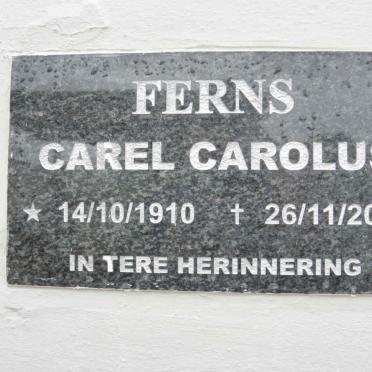 FERNS
CAREL CAROLUS
★ 14/10/1910 † 26/11/20
IN TERE HERINNERING